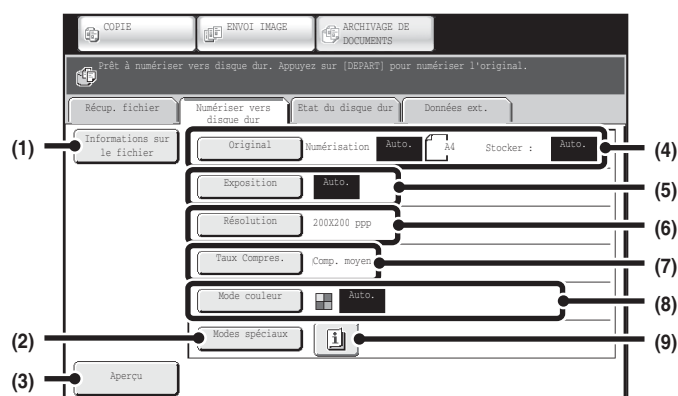 COPIE
ENVOI IMAGE
ARCHIVAGE DE
DOCUMENTS
Prêt à numériser vers disque dur. Appuyez sur [DEPART] pour numériser l'original.
Récup. fichier
Numériser vers
disque dur
Etat du disque dur
Données ext.
(1)
Informations sur
le fichier
Original Numérisation Auto. A4 Stocker : Auto.
(4)
Exposition Auto.
(5)
Résolution 200X200 ppp
(6)
Taux Compres. Comp. moyen
(7)
Mode couleur Auto.
(8)
(2)
Modes spéciaux
(9)
(3)
Aperçu